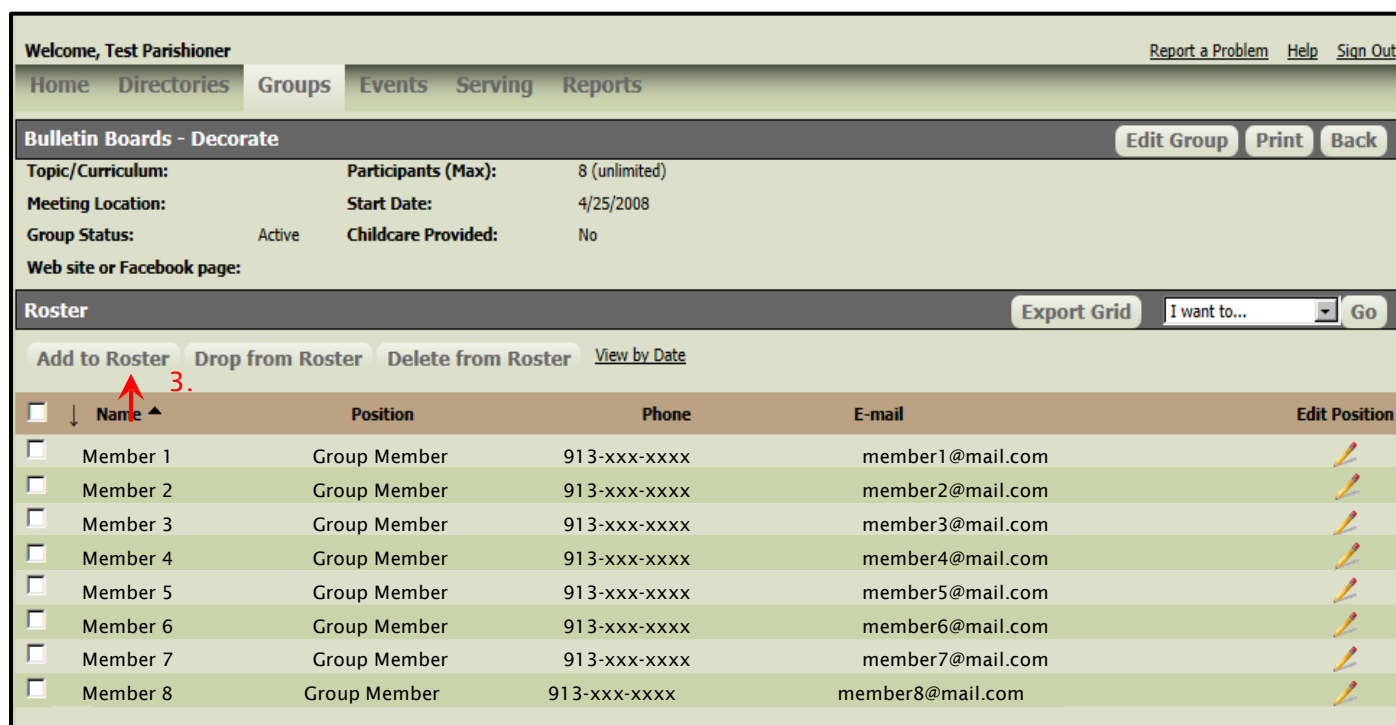 Welcome, Test Parishioner Report a Problem Help Sign Out
Home Directories Groups Events Serving Reports
Bulletin Boards - Decorate Edit Group Print Back
Topic/Curriculum: Participants (Max): 8 (unlimited)
Meeting Location: Start Date: 4/25/2008
Group Status: Active Childcare Provided: No
Web site or Facebook page:
Roster Export Grid I want to... Go
Add to Roster Drop from Roster Delete from Roster View by Date
3.
Name Position Phone E-mail Edit Position
Member 1 Group Member 913-xxx-xxxx member1@mail.com
Member 2 Group Member 913-xxx-xxxx member2@mail.com
Member 3 Group Member 913-xxx-xxxx member3@mail.com
Member 4 Group Member 913-xxx-xxxx member4@mail.com
Member 5 Group Member 913-xxx-xxxx member5@mail.com
Member 6 Group Member 913-xxx-xxxx member6@mail.com
Member 7 Group Member 913-xxx-xxxx member7@mail.com
Member 8 Group Member 913-xxx-xxxx member8@mail.com